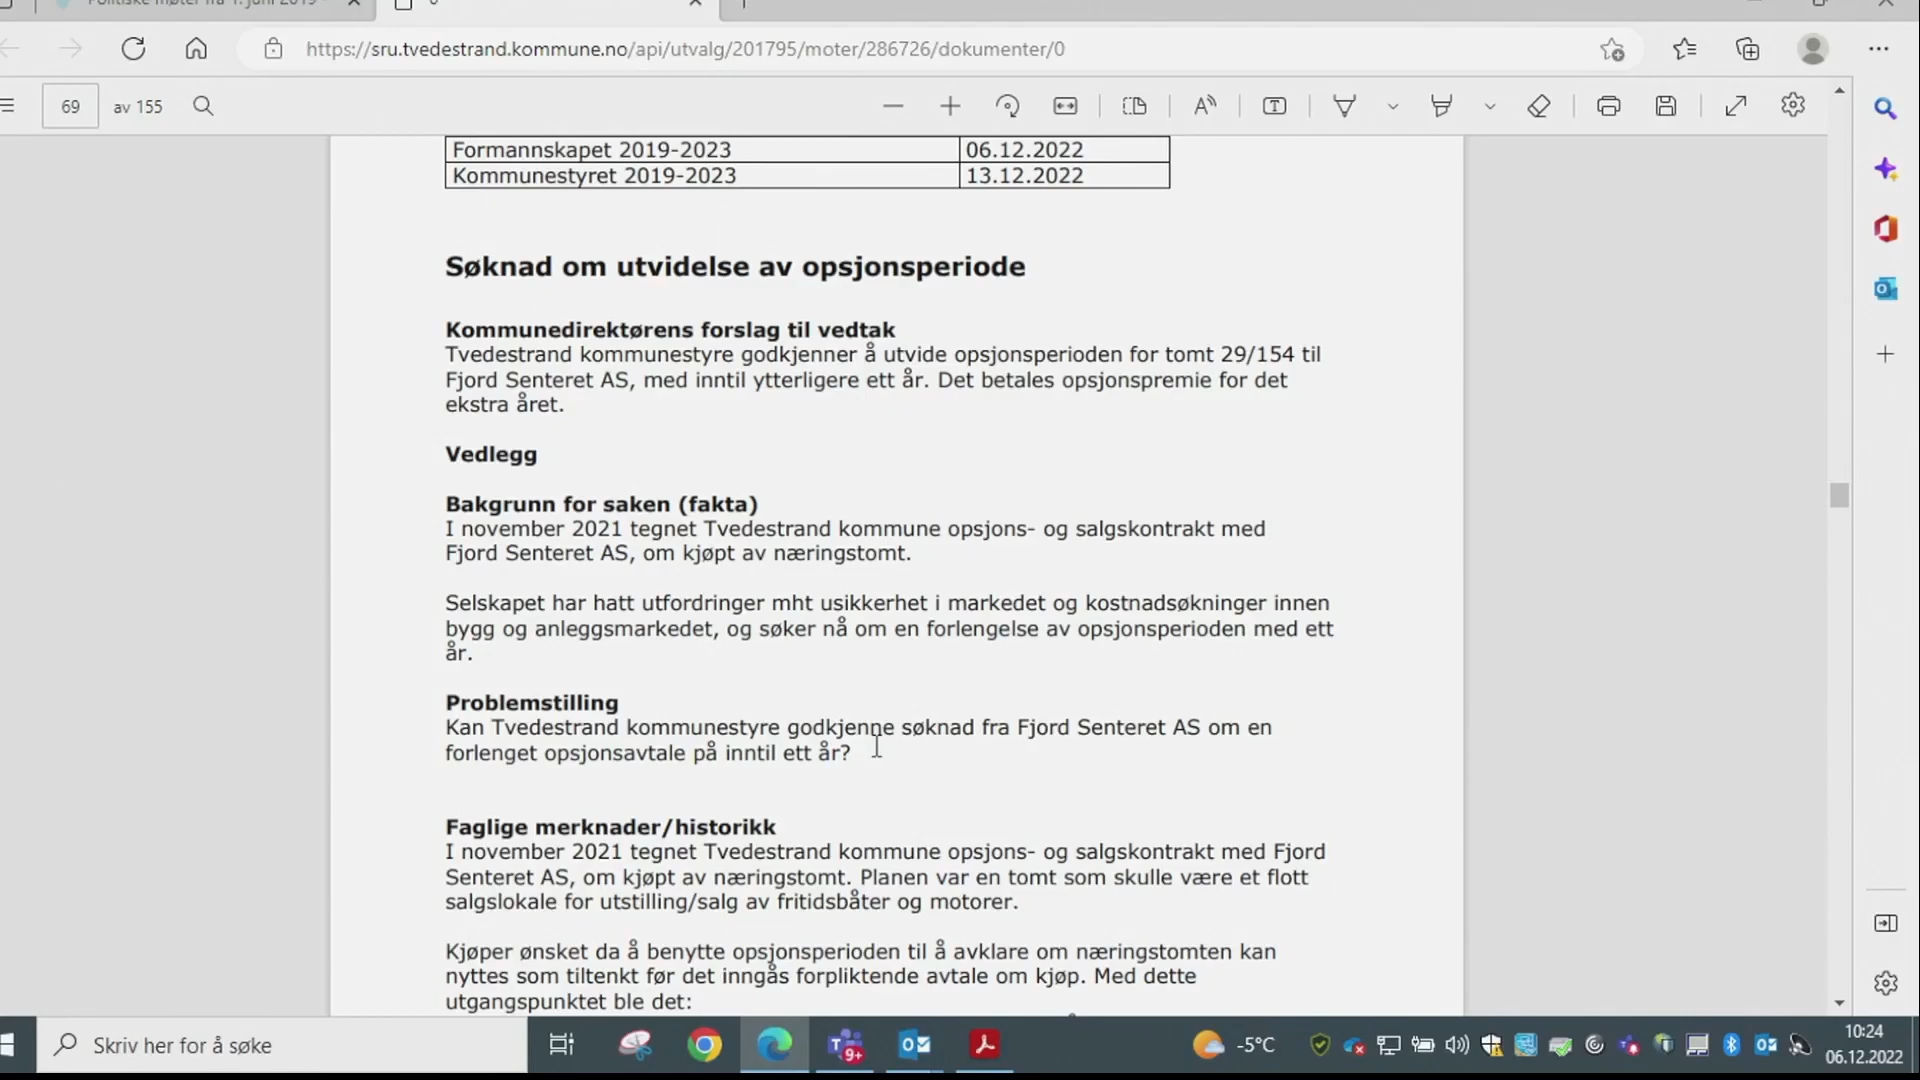 https://sru.tvedestrand.kommune.no/api/utvalg/201795/moter/286726/dokumenter/0
69 av 155
Formannskapet 2019-2023 06.12.2022
Kommunestyret 2019-2023 13.12.2022
Søknad om utvidelse av opsjonsperiode
Kommunedirektørens forslag til vedtak
Tvedestrand kommunestyre godkjenner å utvide opsjonsperioden for tomt 29/154 til
Fjord Senteret AS, med inntil ytterligere ett år. Det betales opsjonspremie for det
ekstra året.
Vedlegg
Bakgrunn for saken (fakta)
I november 2021 tegnet Tvedestrand kommune opsjons- og salgskontrakt med
Fjord Senteret AS, om kjøpt av næringstomt.
Selskapet har hatt utfordringer mht usikkerhet i markedet og kostnadsøkninger innen
bygg og anleggsmarkedet, og søker nå om en forlengelse av opsjonsperioden med ett
år.
Problemstilling
Kan Tvedestrand kommunestyre godkjenne søknad fra Fjord Senteret AS om en
forlenget opsjonsavtale på inntil ett år?
Faglige merknader/historikk
I november 2021 tegnet Tvedestrand kommune opsjons- og salgskontrakt med Fjord
Senteret AS, om kjøpt av næringstomt. Planen var en tomt som skulle være et flott
salgslokale for utstilling/salg av fritidsbåter og motorer.
Kjøper ønsket da å benytte opsjonsperioden til å avklare om næringstomten kan
nyttes som tiltenkt før det inngås forpliktende avtale om kjøp. Med dette
utgangspunktet ble det:
Skriv her for å søke
9+
-5°C
10:24
06.12.2022